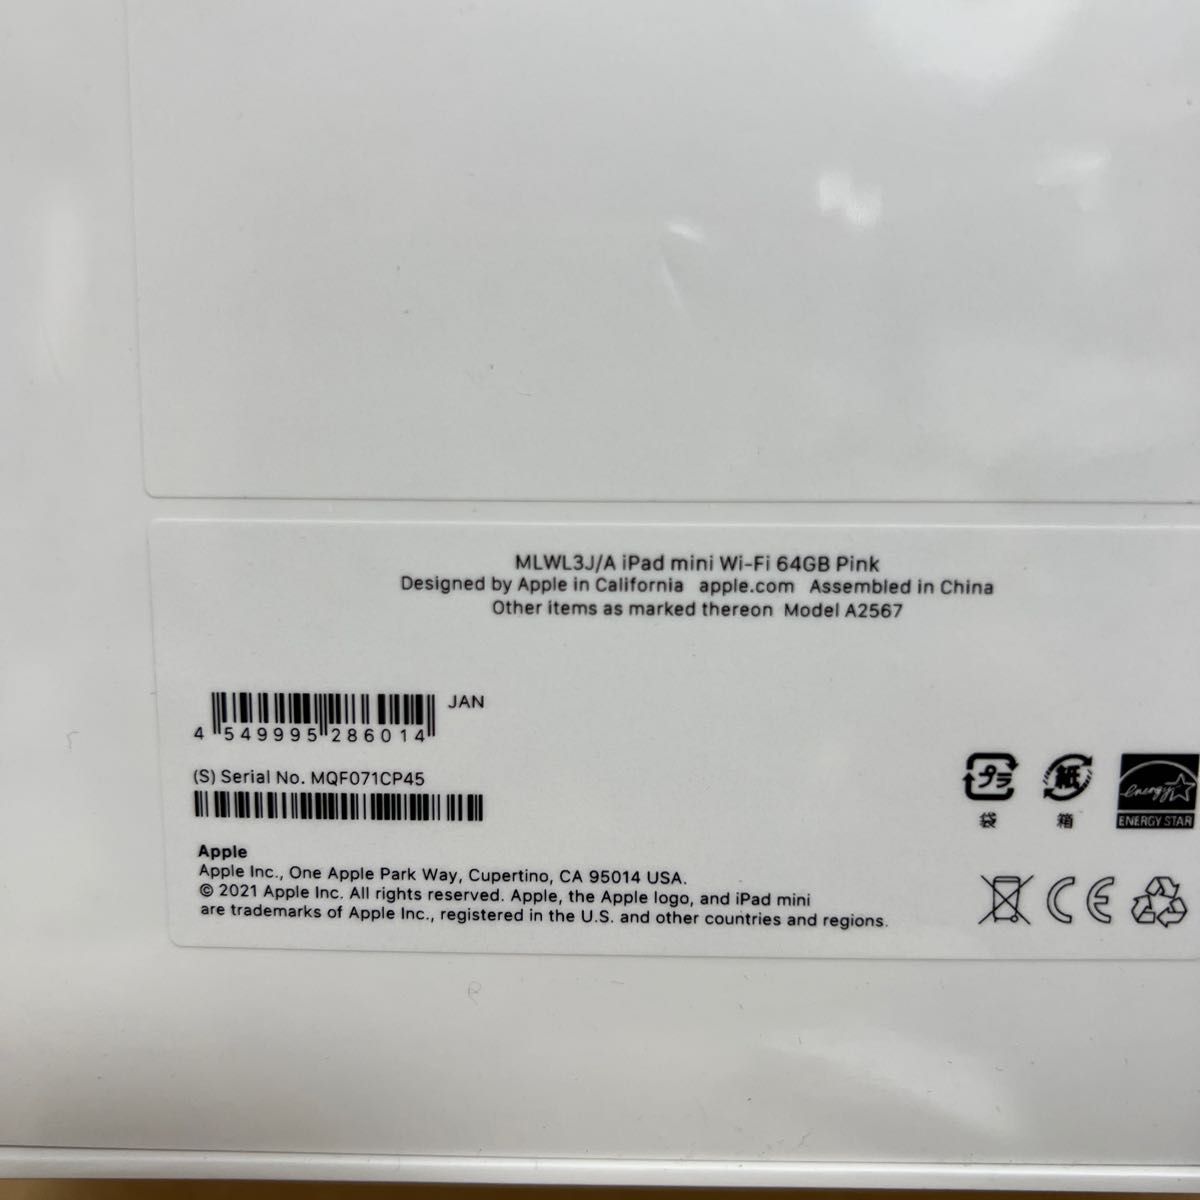 MLWL3J/A iPad mini Wi-Fi 64GB Pink
Designed by Apple in California apple.com Assembled in China
Other items as marked thereon Model A2567
JAN
4 549995 286014
(S) Serial No. MQF071CP45
プラ
袋
紙
箱
energy
ENERGY STAR
Apple
Apple Inc., One Apple Park Way, Cupertino, CA 95014 USA.
© 2021 Apple Inc. All rights reserved. Apple, the Apple logo, and iPad mini
are trademarks of Apple Inc., registered in the U.S. and other countries and regions.
CE